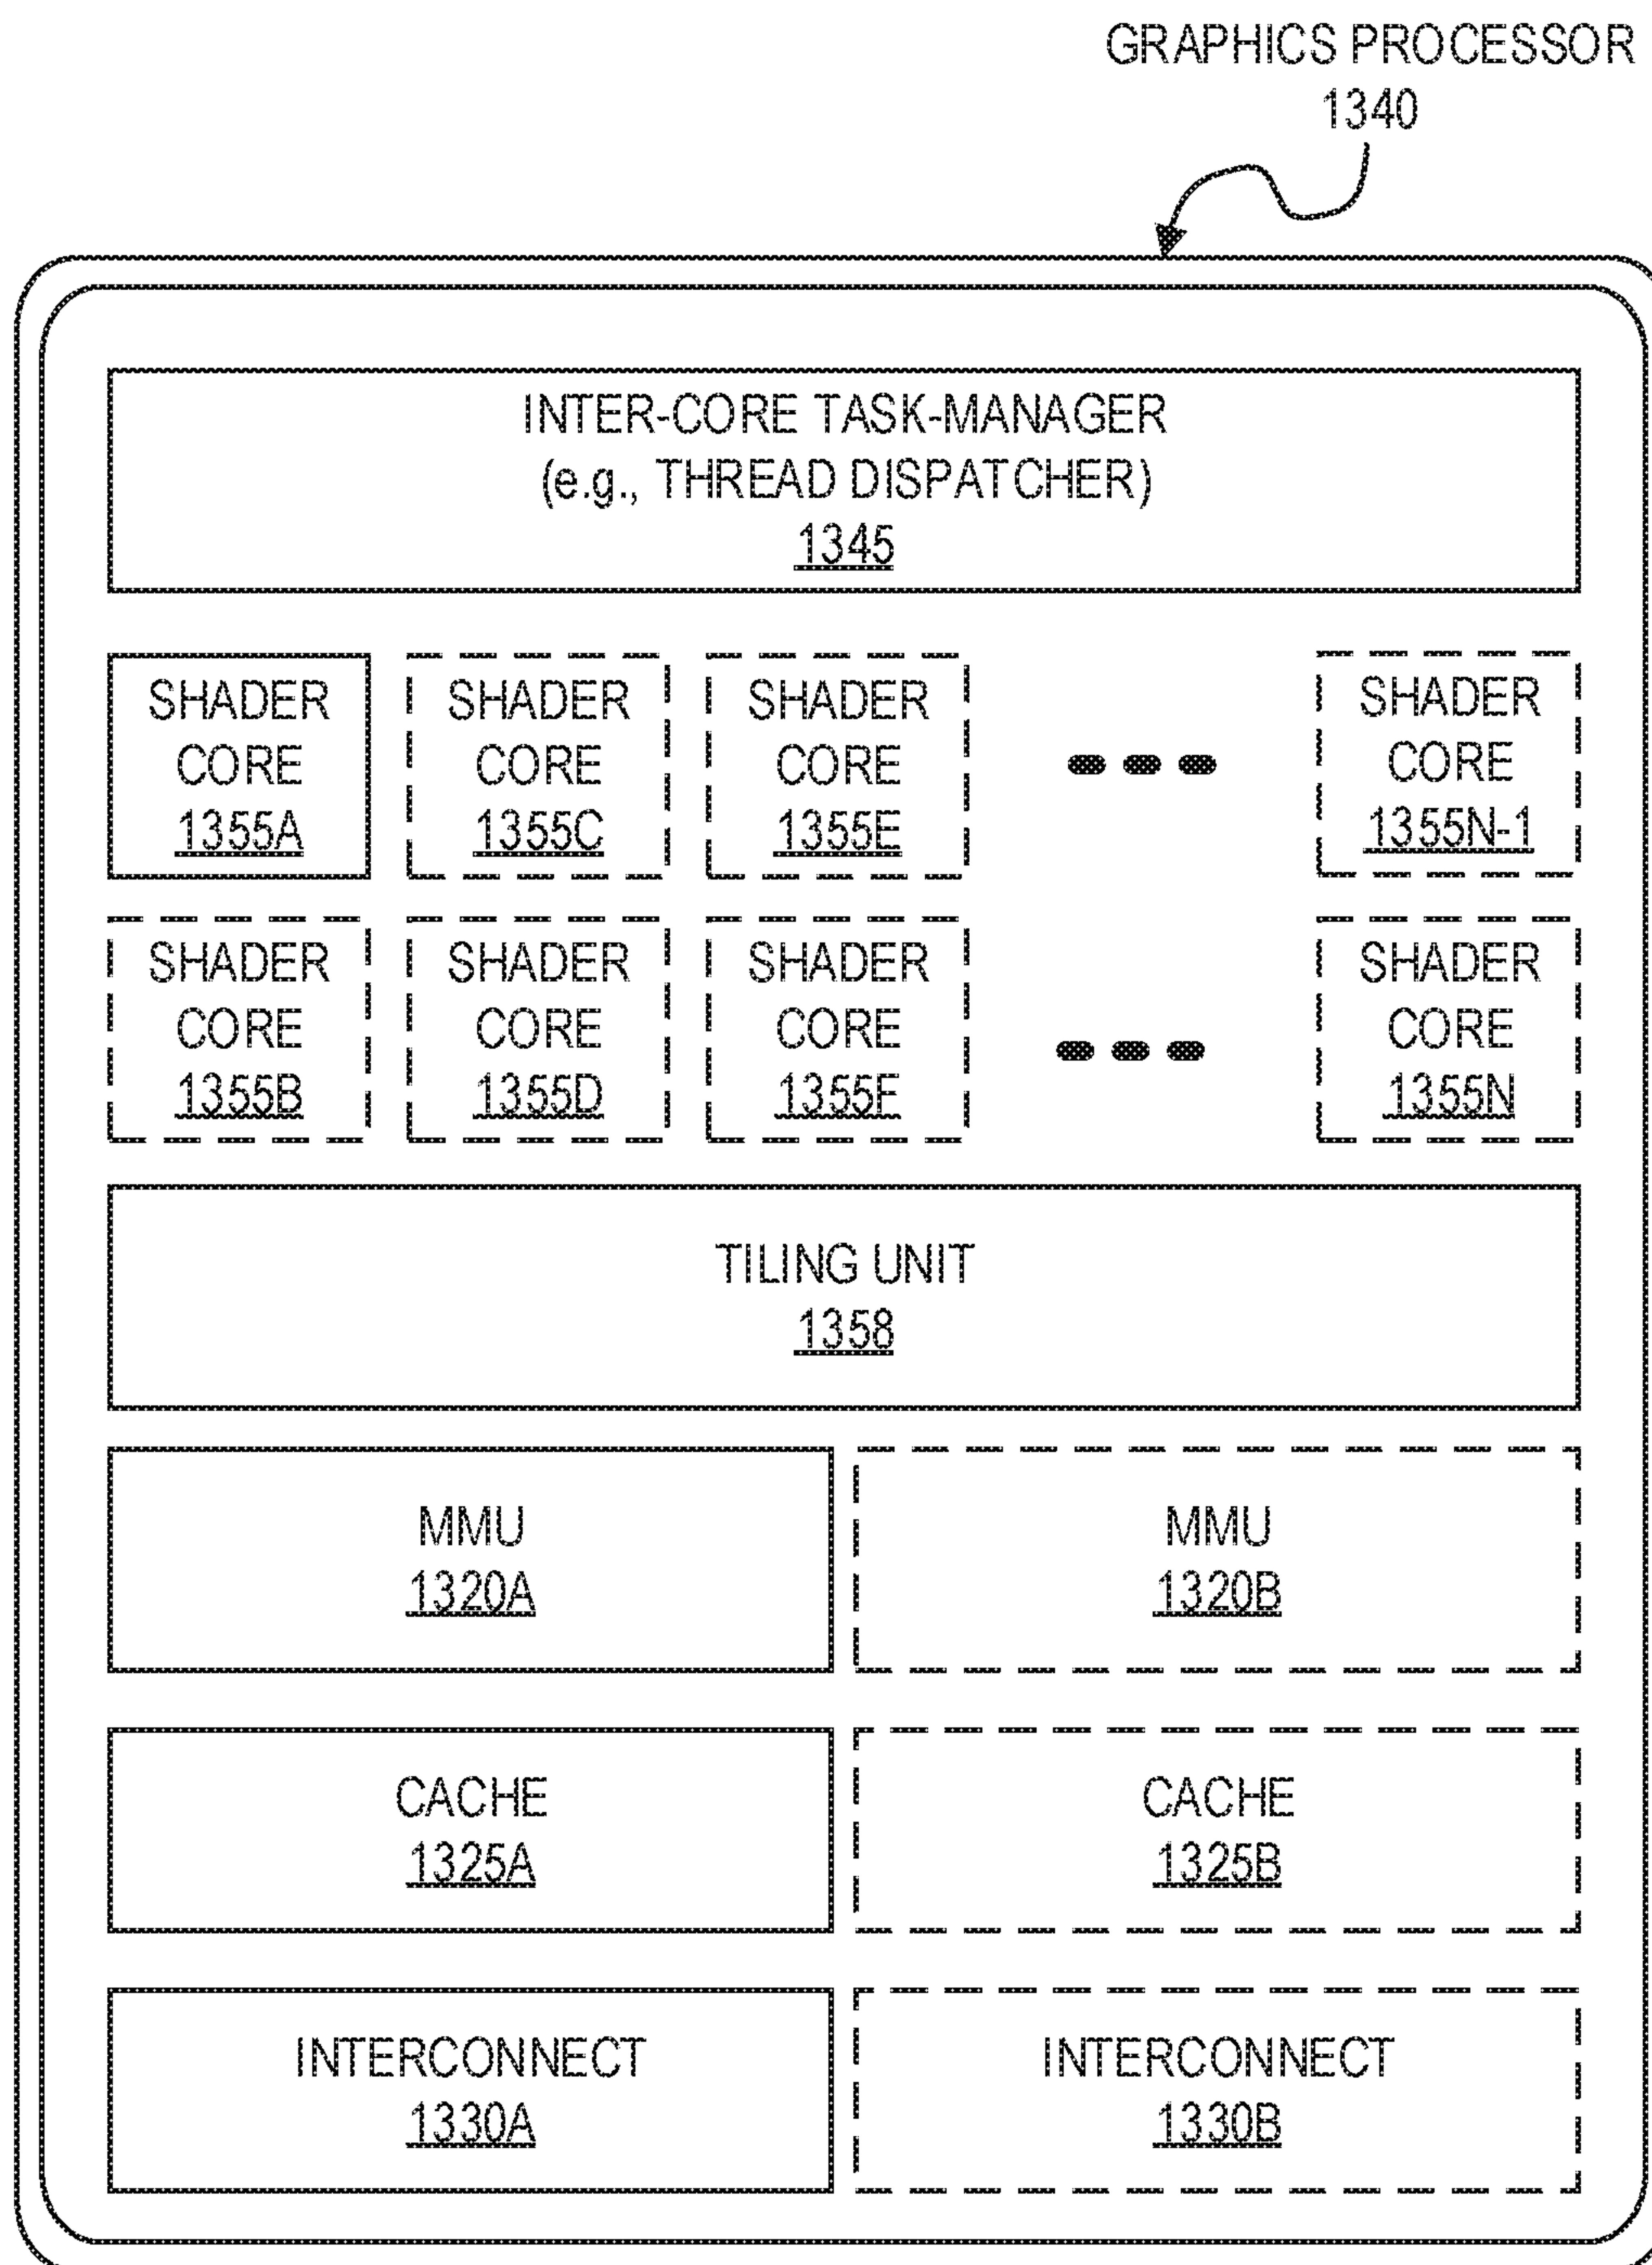 GRAPHICS PROCESSOR
1340
INTER-CORE TASK-MANAGER
(e.g., THREAD DISPATCHER)
1345
SHADER
CORE
1355A
SHADER
CORE
1355C
SHADER
CORE
1355E
SHADER
CORE
1355N-1
SHADER
CORE
1355B
SHADER
CORE
1355D
SHADER
CORE
1355F
SHADER
CORE
1355N
TILING UNIT
1358
MMU
1320A
MMU
1320B
CACHE
1325A
CACHE
1325B
INTERCONNECT
1330A
INTERCONNECT
1330B